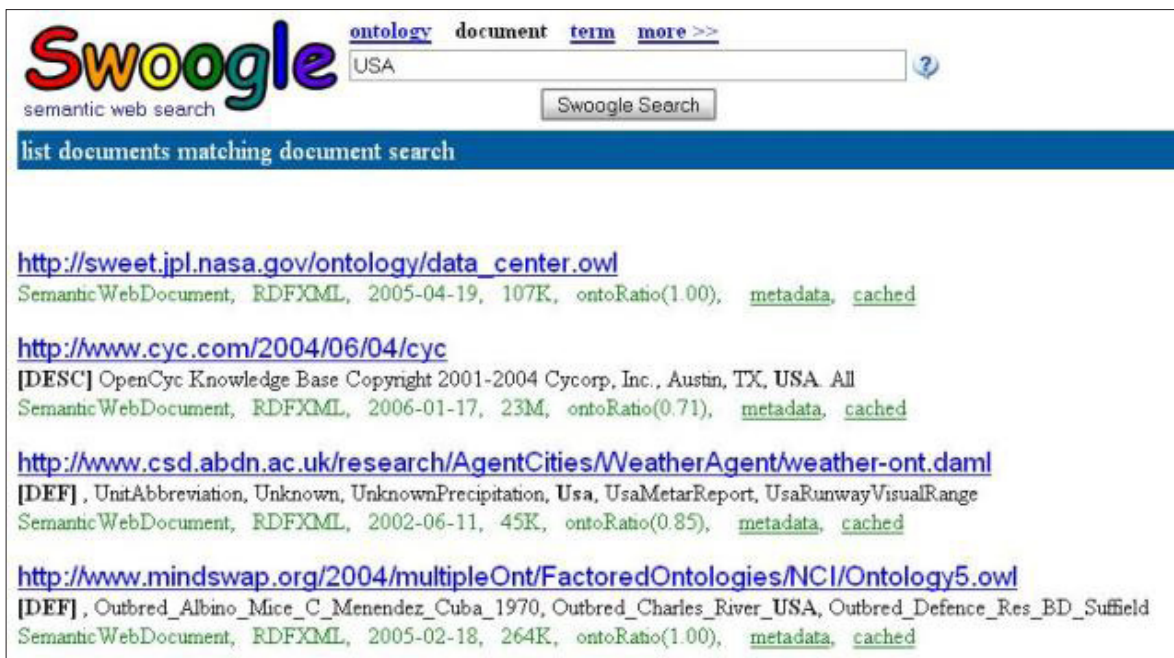 Swoogle
semantic web search
ontology document term more >>
USA
Swoogle Search
list documents matching document search
http://sweet.jpl.nasa.gov/ontology/data_center.owl
SemanticWebDocument, RDFXML, 2005-04-19, 107K, ontoRatio(1.00), metadata, cached
http://www.cyc.com/2004/06/04/cyc
[DESC] OpenCyc Knowledge Base Copyright 2001-2004 Cycorp, Inc., Austin, TX, USA. All
SemanticWebDocument, RDFXML, 2006-01-17, 23M, ontoRatio(0.71), metadata, cached
http://www.csd.abdn.ac.uk/research/AgentCities/WeatherAgent/weather-ont.daml
[DEF] , UnitAbbreviation, Unknown, UnknownPrecipitation, Usa, UsaMetarReport, UsaRunwayVisualRange
SemanticWebDocument, RDFXML, 2002-06-11, 45K, ontoRatio(0.85), metadata, cached
http://www.mindswap.org/2004/multipleOnt/FactoredOntologies/NCI/Ontology5.owl
[DEF] , Outbred_Albino_Mice_C_Menendez_Cuba_1970, Outbred_Charles_River_USA, Outbred_Defence_Res_BD_Suffield
SemanticWebDocument, RDFXML, 2005-02-18, 264K, ontoRatio(1.00), metadata, cached